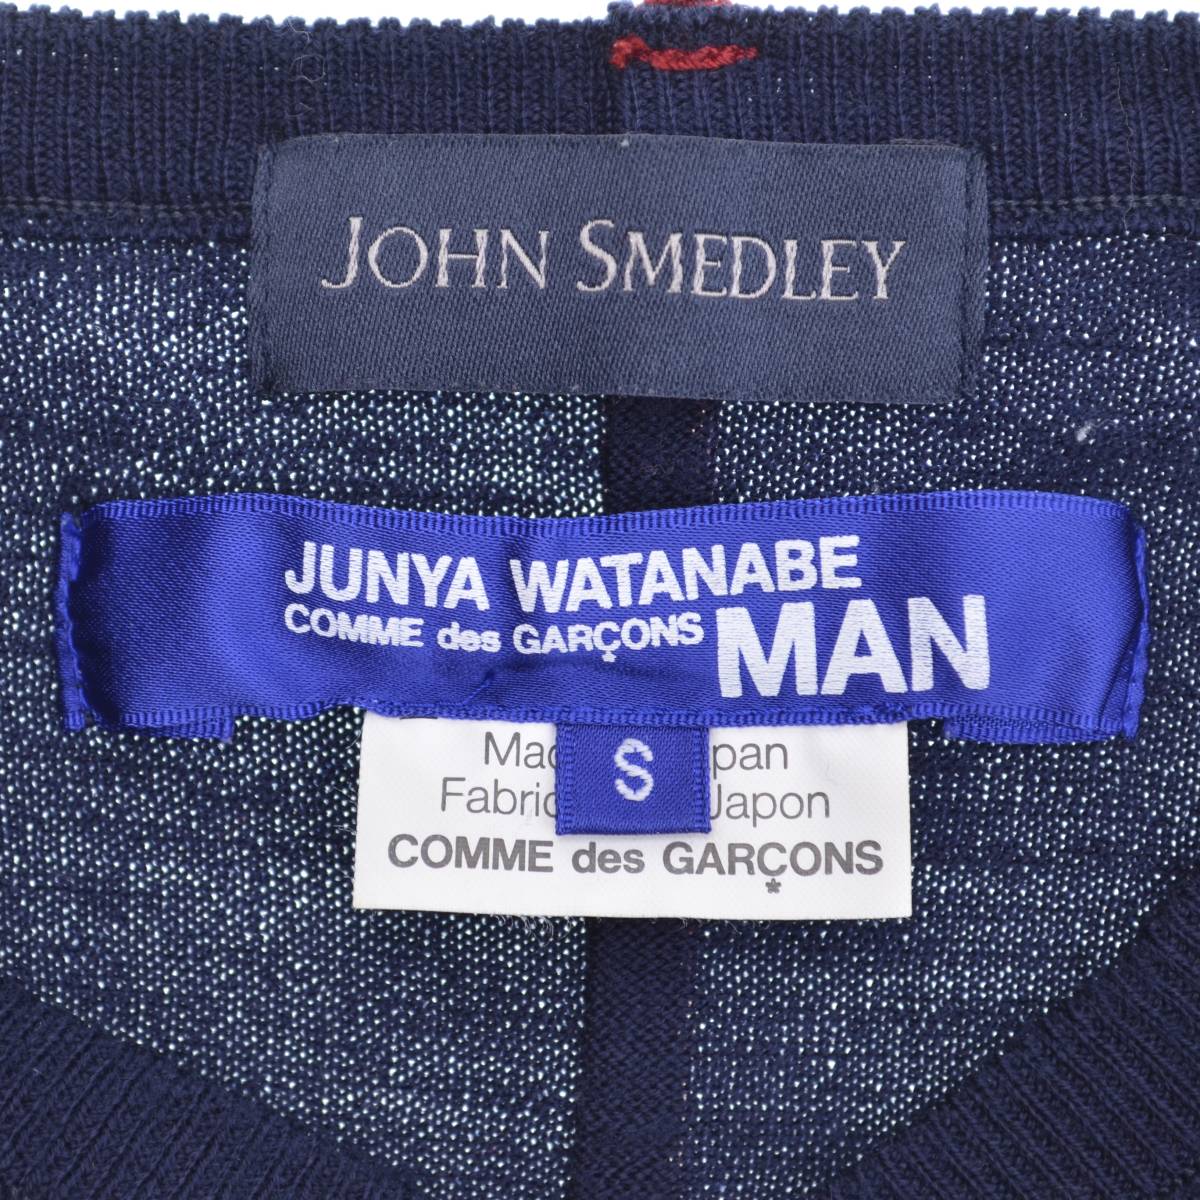 JOHN SMEDLEY
JUNYA WATANABE
COMME des GARÇONS MAN
S
COMME des GARÇONS